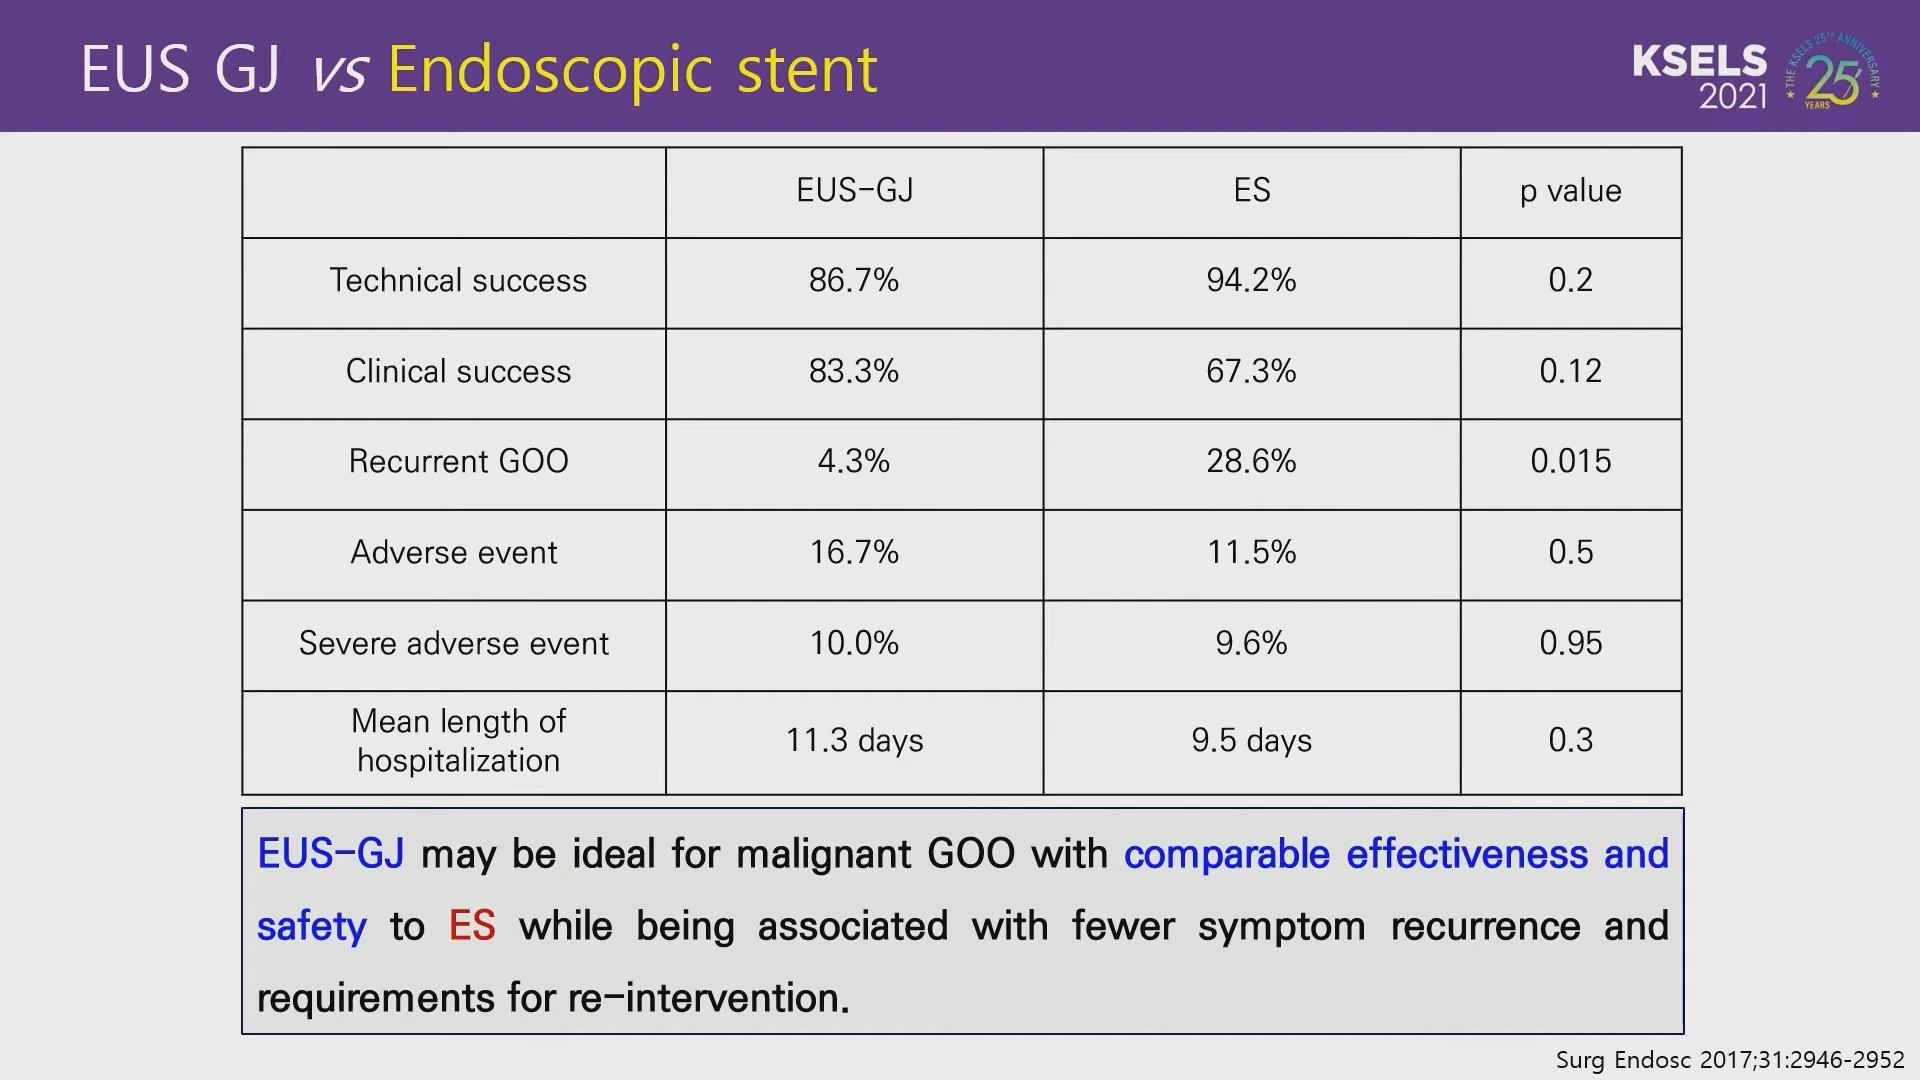 EUS GJ vs Endoscopic stent
KSELS
2021
THE KSELS 25TH ANNIVERSARY
25
YEARS
EUS-GJ ES p value
Technical success 86.7% 94.2% 0.2
Clinical success 83.3% 67.3% 0.12
Recurrent GOO 4.3% 28.6% 0.015
Adverse event 16.7% 11.5% 0.5
Severe adverse event 10.0% 9.6% 0.95
Mean length of
hospitalization 11.3 days 9.5 days 0.3
EUS-GJ may be ideal for malignant GOO with comparable effectiveness and
safety to ES while being associated with fewer symptom recurrence and
requirements for re-intervention.
Surg Endosc 2017;31:2946-2952